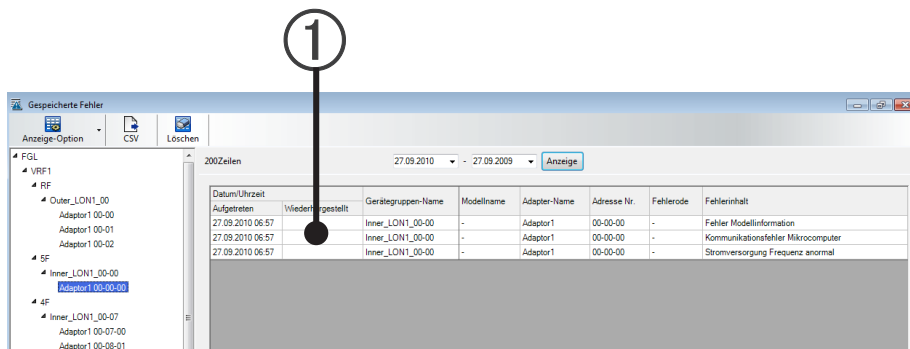 ①
Gespeicherte Fehler
Anzeige-Option CSV Löschen
FGL
VRF1
RF
Outer_LON1_00
Adaptor1 00-00
Adaptor1 00-01
Adaptor1 00-02
5F
Inner_LON1_00-00
Adaptor1 00-00-00
4F
Inner_LON1_00-07
Adaptor1 00-07-00
Adaptor1 00-08-01
200Zeilen 27.09.2010 - 27.09.2009 Anzeige
Datum/Uhrzeit Gerätegruppen-Name Modellname Adapter-Name Adresse Nr. Fehlerode Fehlerinhalt
Aufgetreten Wiederhergestellt
27.09.2010 06:57 Inner_LON1_00-00 - Adaptor1 00-00-00 - Fehler Modellinformation
27.09.2010 06:57 Inner_LON1_00-00 - Adaptor1 00-00-00 - Kommunikationsfehler Mikrocomputer
27.09.2010 06:57 Inner_LON1_00-00 - Adaptor1 00-00-00 - Stromversorgung Frequenz anormal